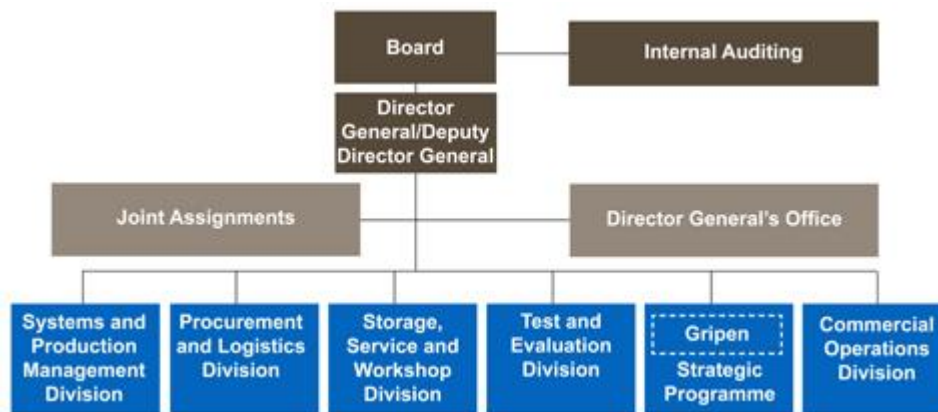 Board
Internal Auditing
Director
General/Deputy
Director General
Joint Assignments
Director General's Office
Systems and
Production
Management
Division
Procurement
and Logistics
Division
Storage,
Service and
Workshop
Division
Test and
Evaluation
Division
Gripen
Strategic
Programme
Commercial
Operations
Division